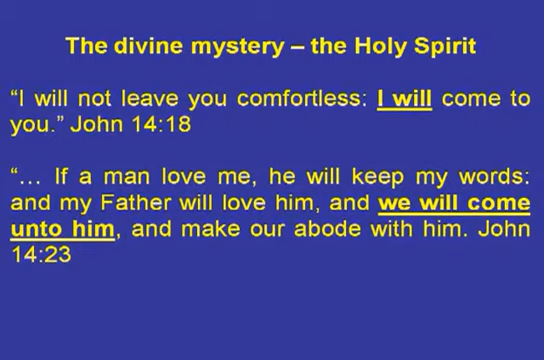 The divine mystery – the Holy Spirit
“I will not leave you comfortless: I will come to
you.” John 14:18
“… If a man love me, he will keep my words:
and my Father will love him, and we will come
unto him, and make our abode with him. John
14:23